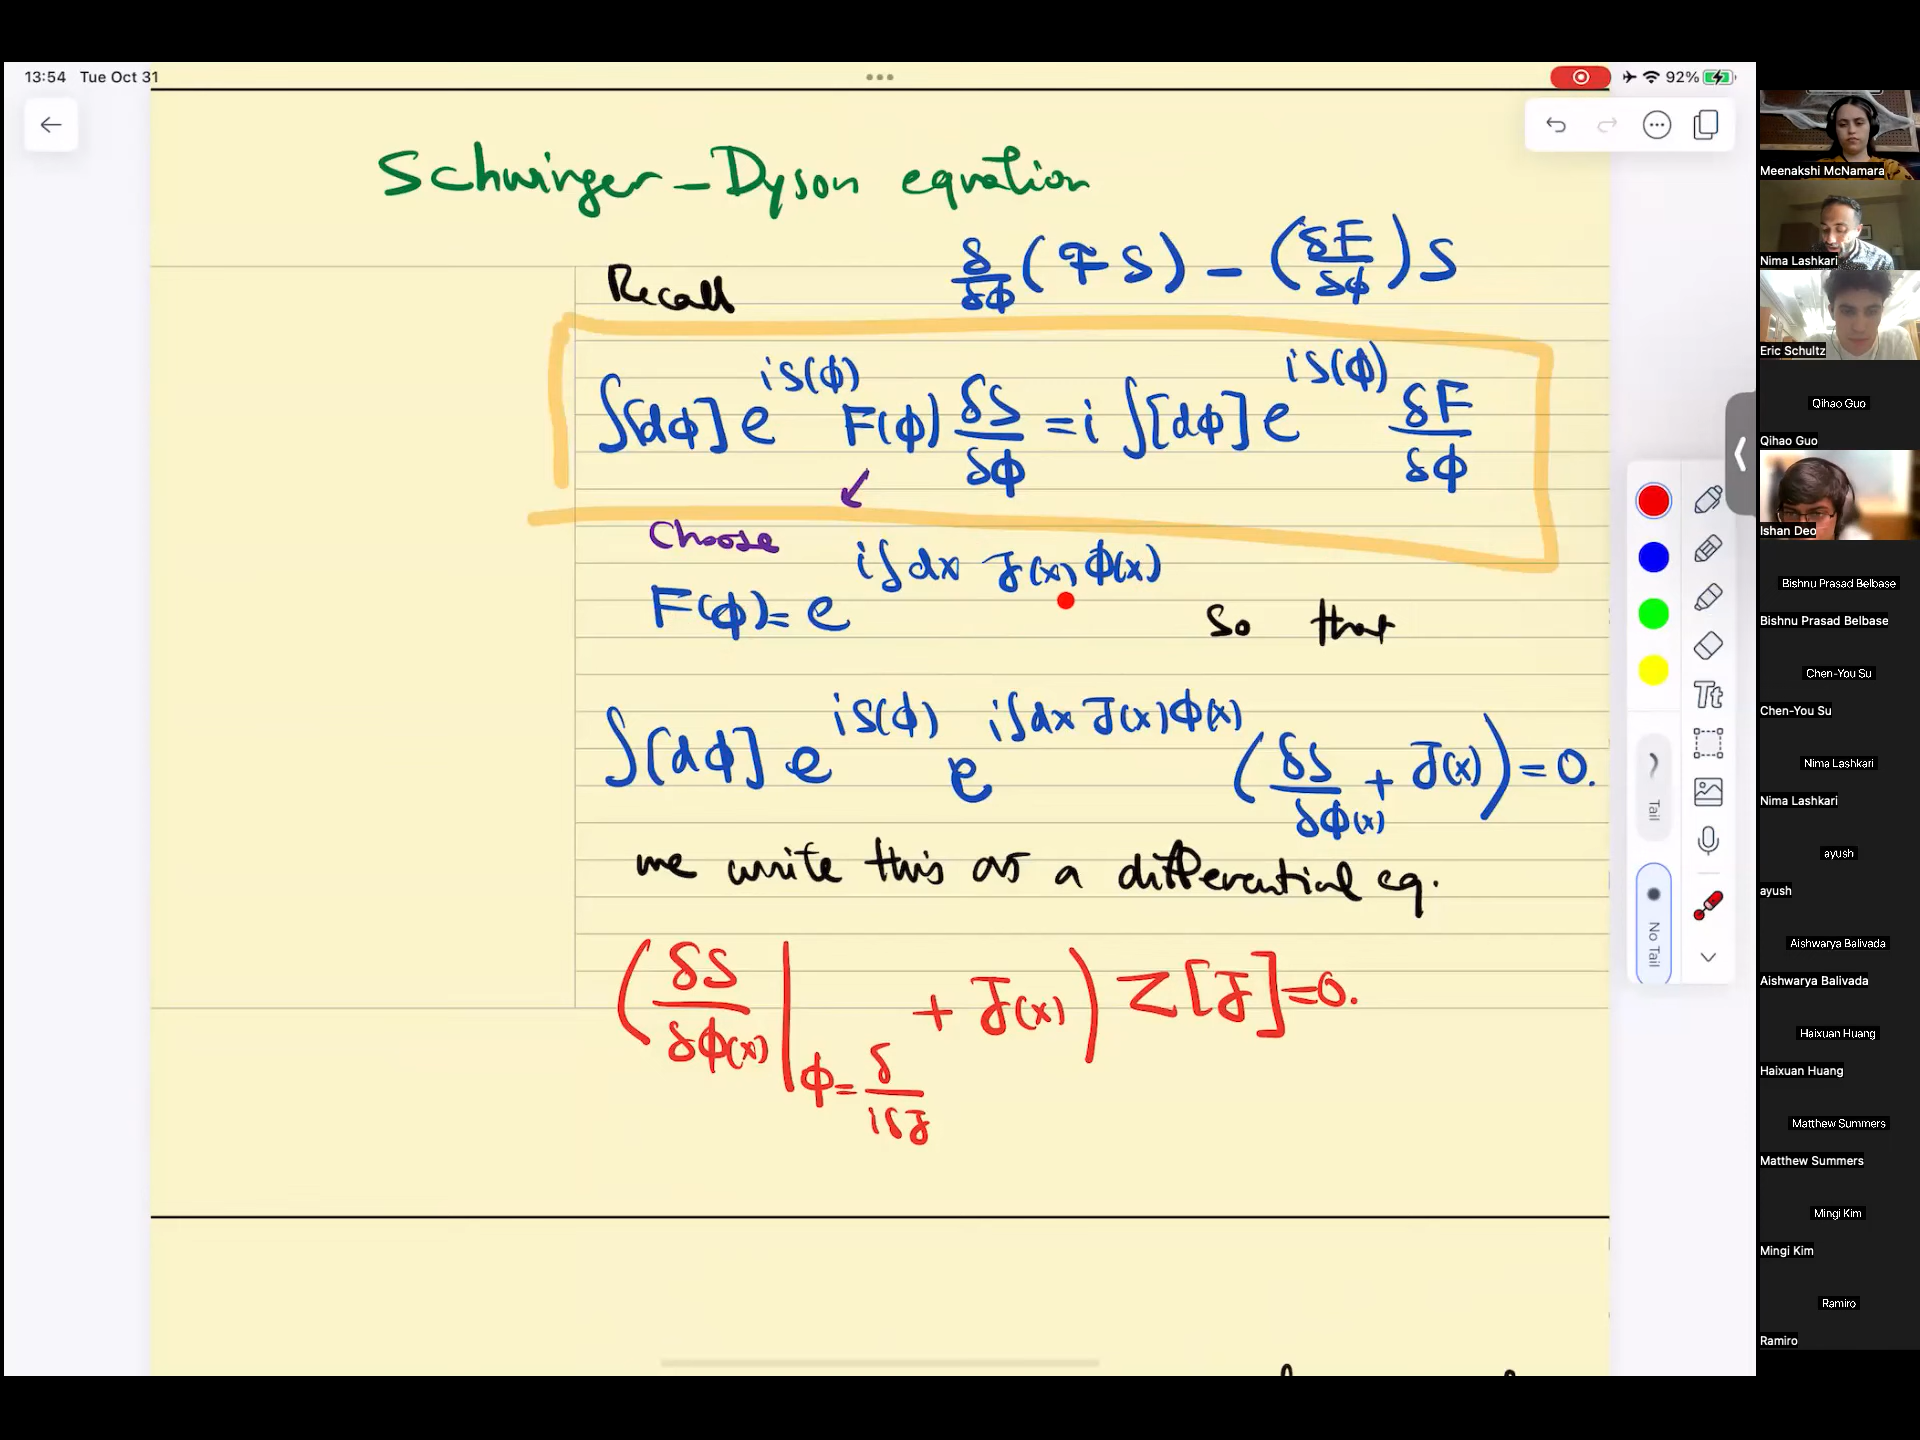 13:54 Tue Oct 31
92%
Schwinger-Dyson equation
δ/δϕ (F S) - (δF/δϕ) S
Recall
∫[dϕ] e^{iS(ϕ)} F(ϕ) δS/δϕ = i ∫[dϕ] e^{iS(ϕ)} δF/δϕ
Choose
F(ϕ) = e^{i∫dx J(x) ϕ(x)} so that
∫[dϕ] e^{iS(ϕ)} e^{i∫dx J(x)ϕ(x)} (δS/δϕ(x) + J(x)) = 0.
we write this as a differential eq.
(δS/δϕ(x) |_{ϕ = δ/iδJ} + J(x)) Z[J] = 0.
Tt
Tail
No Tail
Meenakshi McNamara
Nima Lashkari
Eric Schultz
Qihao Guo
Qihao Guo
Ishan Deo
Bishnu Prasad Belbase
Bishnu Prasad Belbase
Chen-You Su
Chen-You Su
Nima Lashkari
Nima Lashkari
ayush
ayush
Aishwarya Balivada
Aishwarya Balivada
Haixuan Huang
Haixuan Huang
Matthew Summers
Matthew Summers
Mingi Kim
Mingi Kim
Ramiro
Ramiro